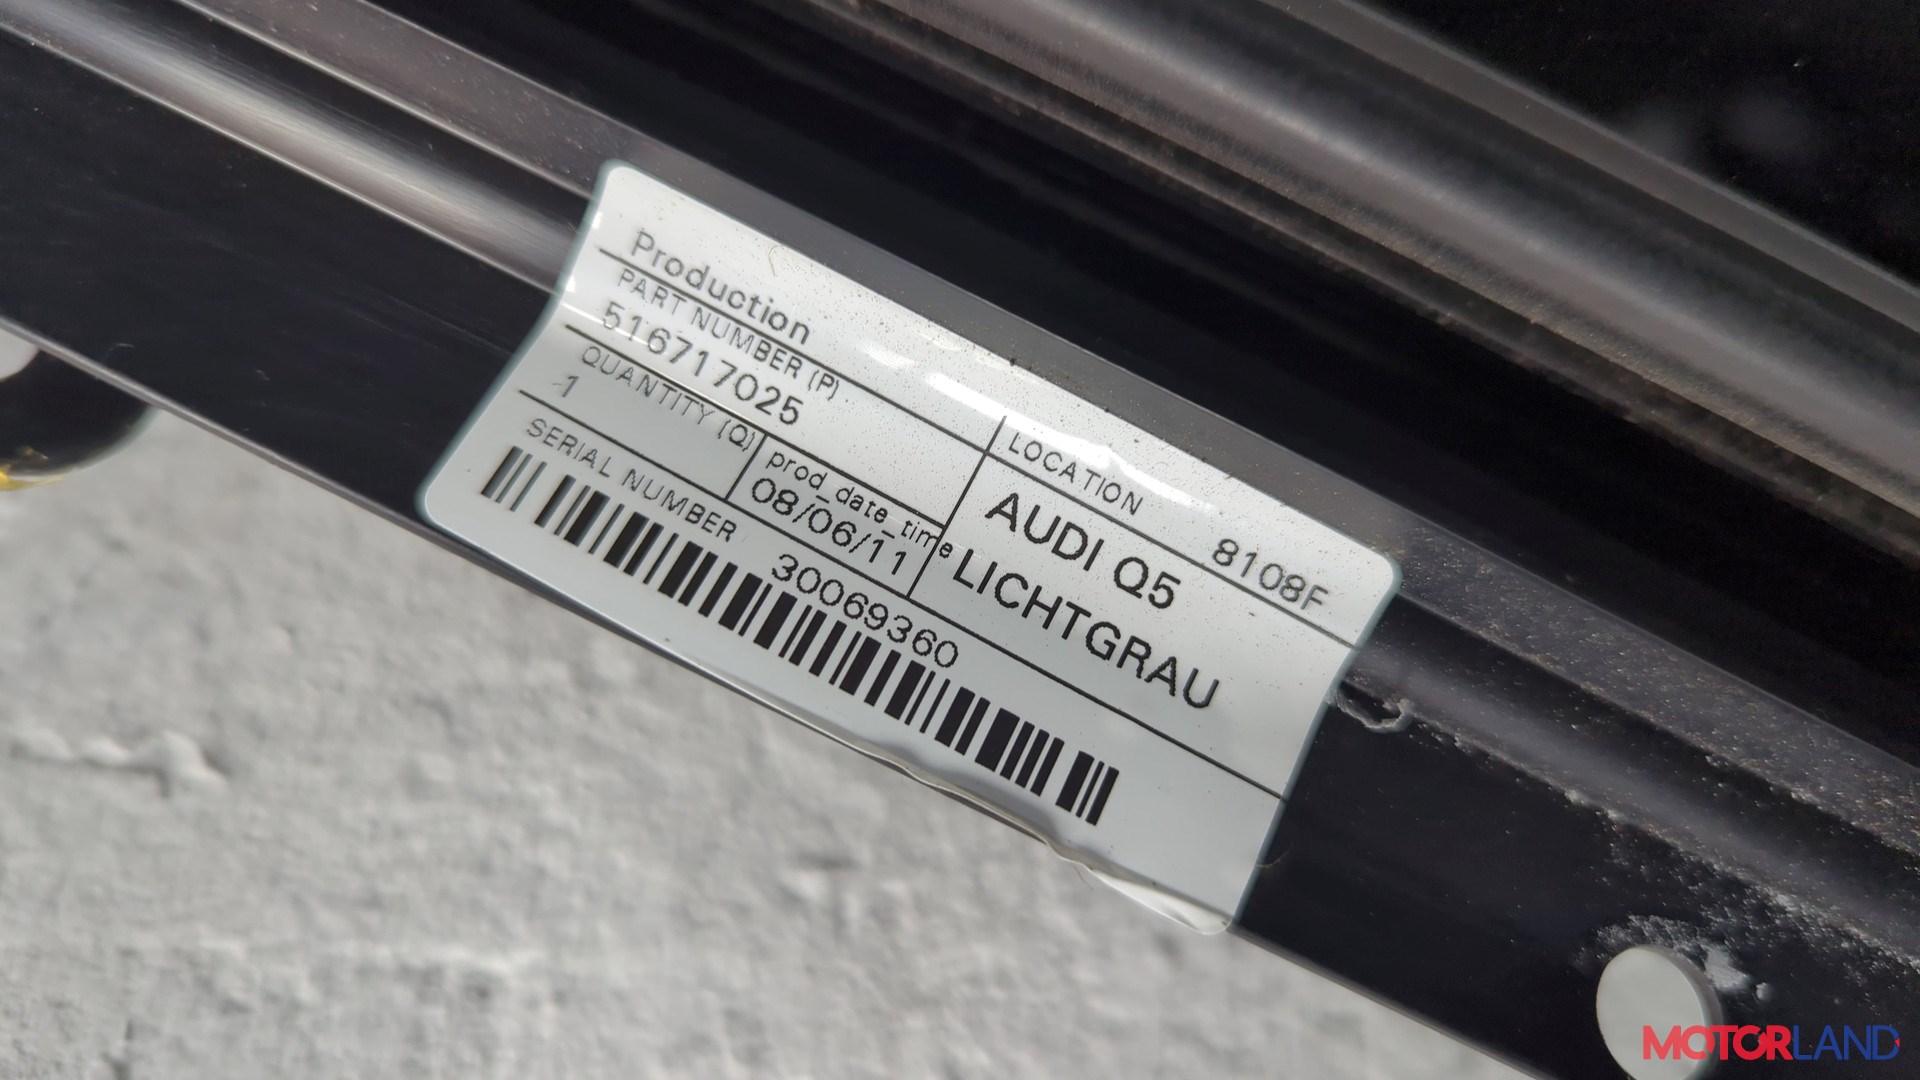 Production
PART NUMBER (P)
516717025
QUANTITY (Q)
1
prod_date_time
08/06/11
LOCATION
8108F
AUDI Q5
LICHTGRAU
SERIAL NUMBER
30069360
MOTORLAND